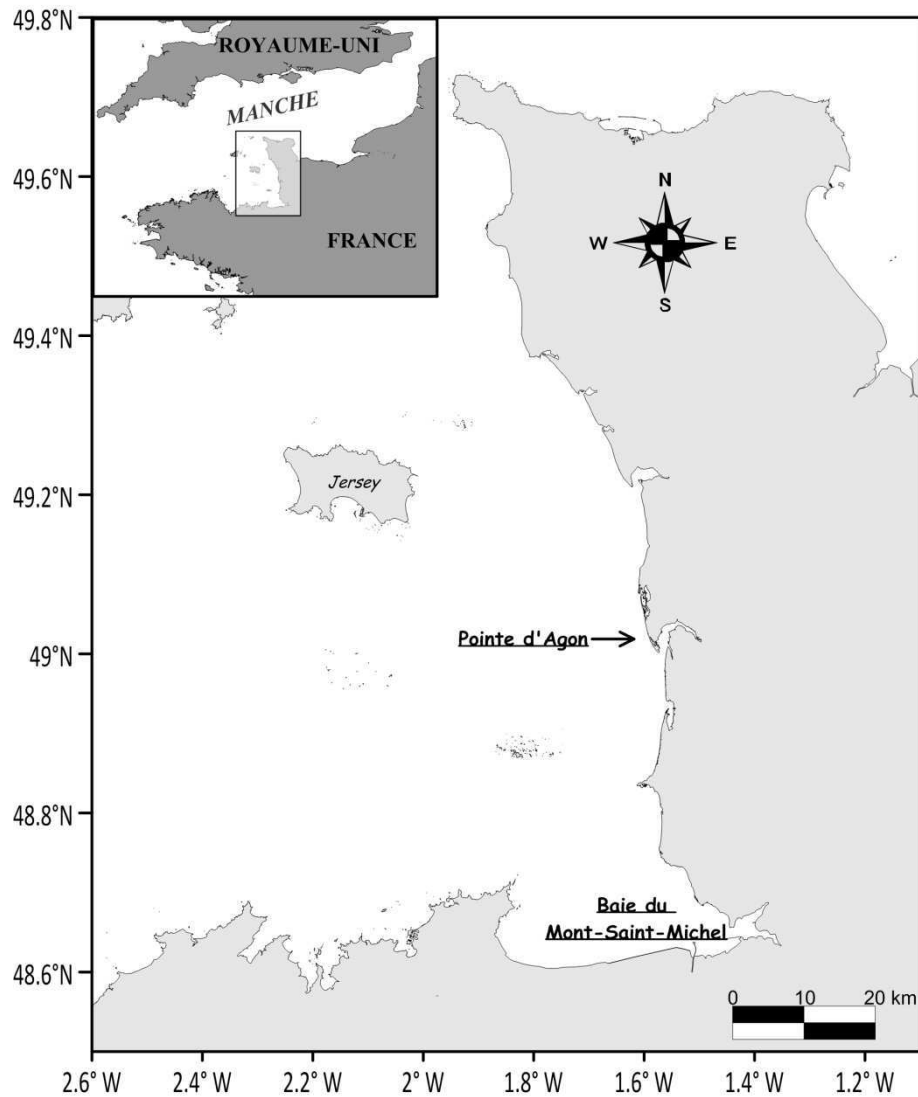 49.8°N
ROYAUME-UNI
MANCHE
FRANCE
49.6°N
N
W
E
S
49.4°N
Jersey
49.2°N
Pointe d'Agon
49°N
48.8°N
Baie du
Mont-Saint-Michel
48.6°N
0 10 20 km
2.6° W 2.4° W 2.2° W 2° W 1.8° W 1.6° W 1.4° W 1.2° W